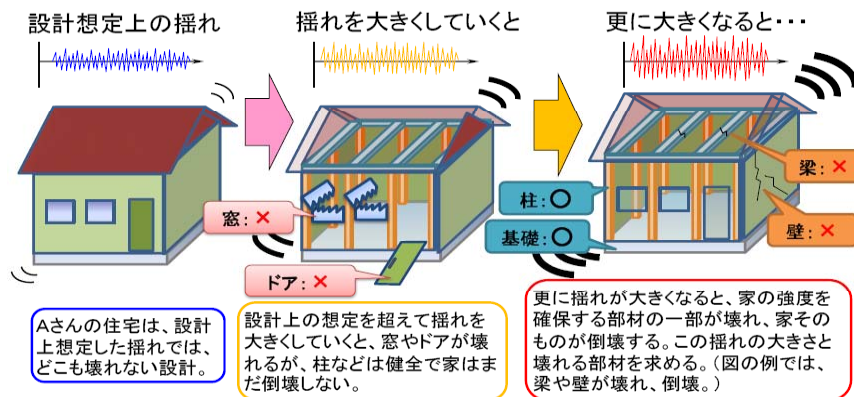 設計想定上の揺れ
揺れを大きくしていくと
更に大きくなると・・・
窓：×
ドア：×
梁：×
柱：○
壁：×
基礎：○
Aさんの住宅は、設計
上想定した揺れでは、
どこも壊れない設計。
設計上の想定を超えて揺れを
大きくしていくと、窓やドアが壊
れるが、柱などは健全で家はま
だ倒壊しない。
更に揺れが大きくなると、家の強度を
確保する部材の一部が壊れ、家その
ものが倒壊する。この揺れの大きさと
壊れる部材を求める。（図の例では、
梁や壁が壊れ、倒壊。）